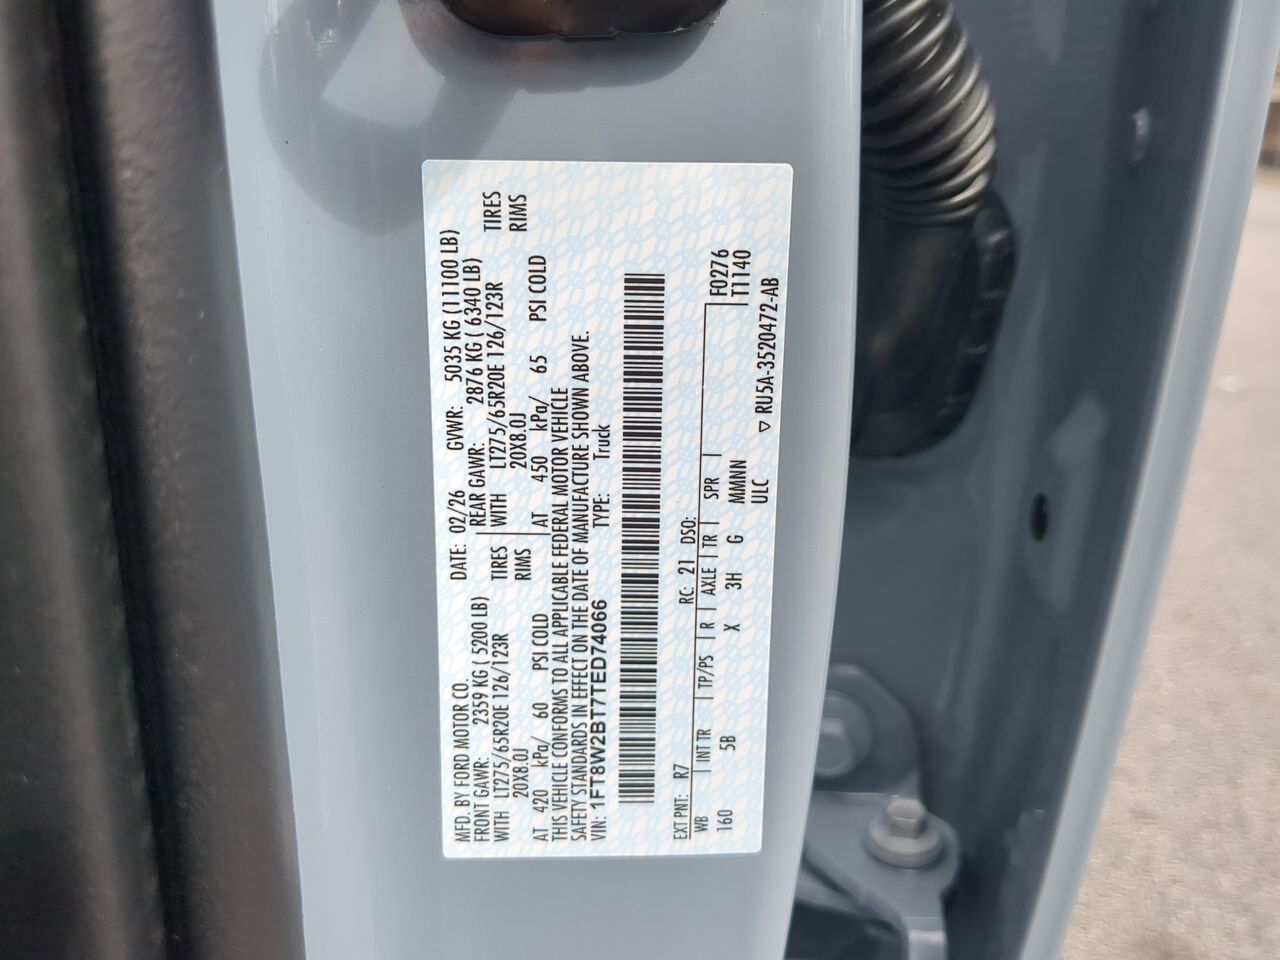 MFD. BY FORD MOTOR CO. DATE: 02/26 GVWR: 5035 KG (11100 LB)
FRONT GAWR: 2359 KG ( 5200 LB) REAR GAWR: 2876 KG ( 6340 LB)
WITH LT275/65R20E 126/123R TIRES WITH LT275/65R20E 126/123R TIRES
20X8.0J RIMS 20X8.0J RIMS
AT 420 kPa/ 60 PSI COLD AT 450 kPa/ 65 PSI COLD
THIS VEHICLE CONFORMS TO ALL APPLICABLE FEDERAL MOTOR VEHICLE
SAFETY STANDARDS IN EFFECT ON THE DATE OF MANUFACTURE SHOWN ABOVE.
VIN: 1FT8W2BT7TED74066 TYPE: Truck
EXT PNT: R7 RC: 21 DSO: F0276
WB INT TR TP/PS R AXLE TR SPR T1140
160 5B X 3H G MMNN
ULC ▽ RU5A-3520472-AB